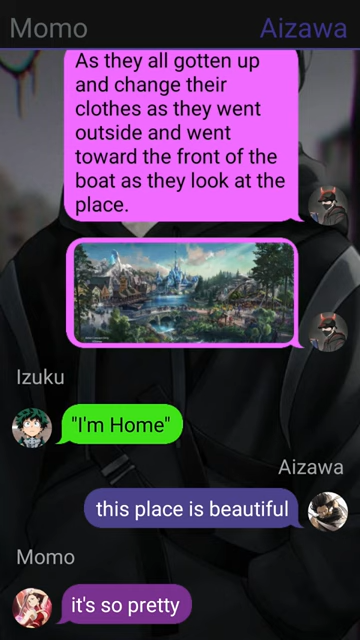 Momo
Aizawa
As they all gotten up
and change their
clothes as they went
outside and went
toward the front of the
boat as they look at the
place.
Izuku
"I'm Home"
Aizawa
this place is beautiful
Momo
it's so pretty